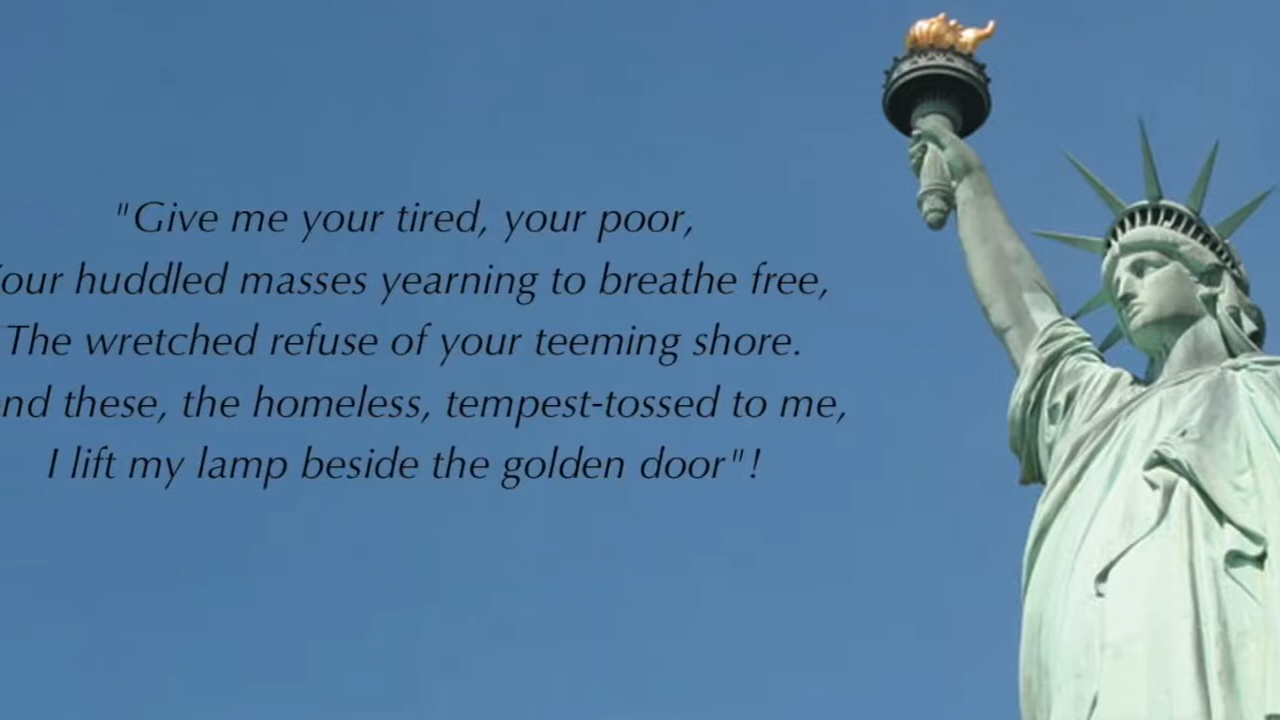 "Give me your tired, your poor,
our huddled masses yearning to breathe free,
The wretched refuse of your teeming shore.
nd these, the homeless, tempest-tossed to me,
I lift my lamp beside the golden door"!